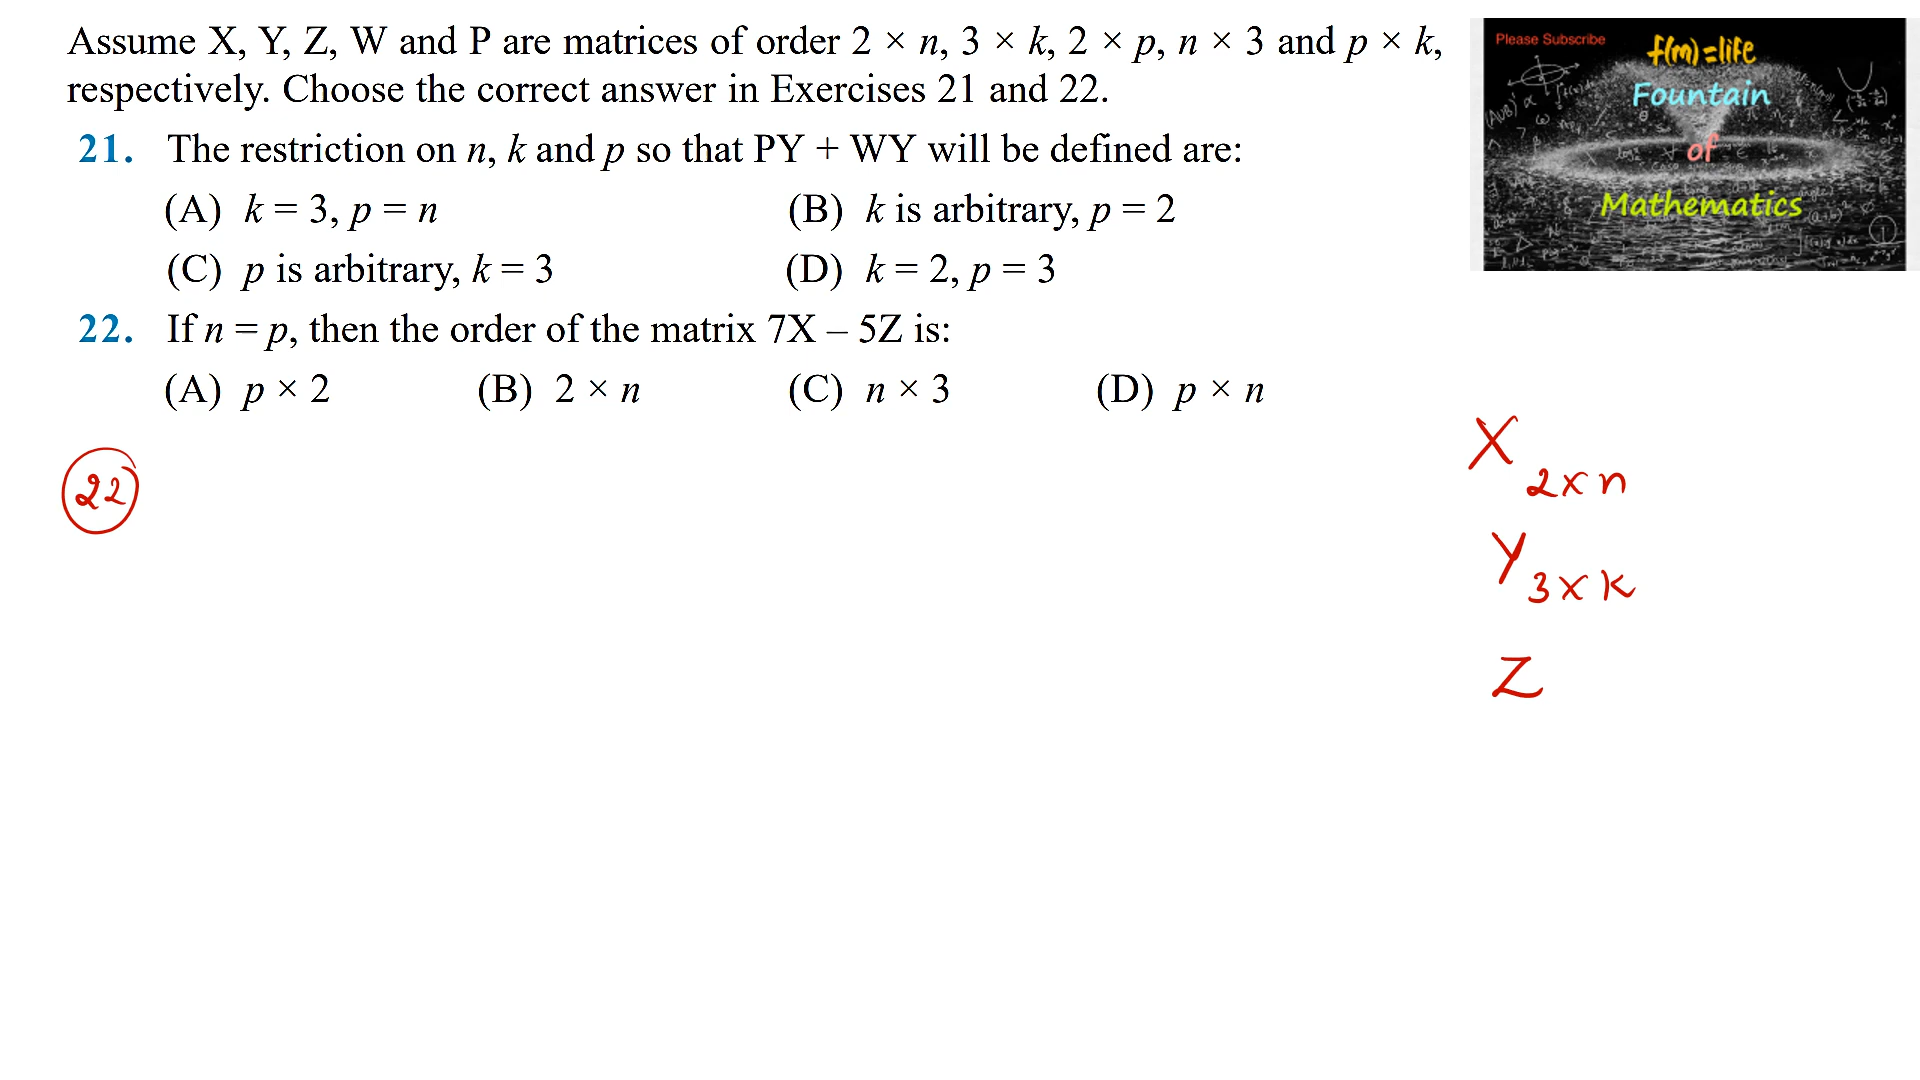 Assume X, Y, Z, W and P are matrices of order 2 × n, 3 × k, 2 × p, n × 3 and p × k,
respectively. Choose the correct answer in Exercises 21 and 22.
21. The restriction on n, k and p so that PY + WY will be defined are:
(A) k = 3, p = n (B) k is arbitrary, p = 2
(C) p is arbitrary, k = 3 (D) k = 2, p = 3
22. If n = p, then the order of the matrix 7X – 5Z is:
(A) p × 2 (B) 2 × n (C) n × 3 (D) p × n
Please Subscribe
f(m)=life
Fountain
of
Mathematics
22
X 2×n
Y 3×k
Z